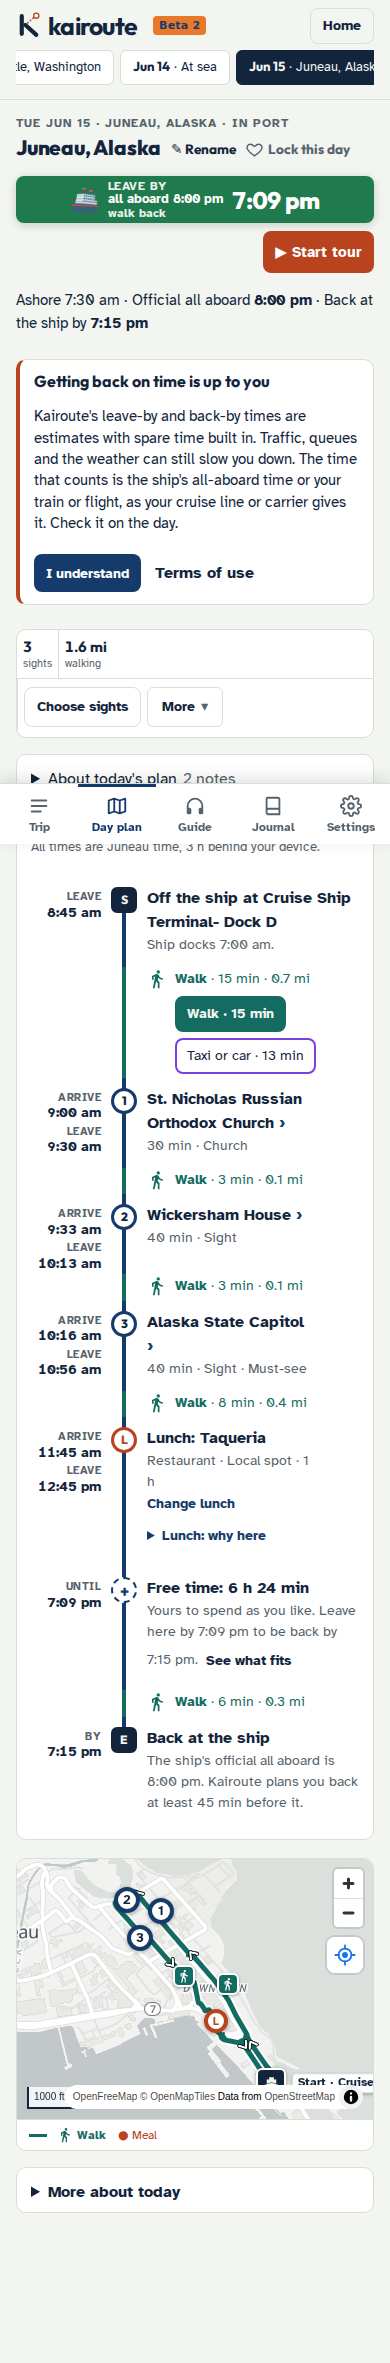 kairoute Beta 2 Home
le, Washington Jun 14 · At sea Jun 15 · Juneau, Alask
TUE JUN 15 · JUNEAU, ALASKA · IN PORT
Juneau, Alaska ✎ Rename Lock this day
LEAVE BY
all aboard 8:00 pm
walk back
7:09 pm
▶ Start tour
Ashore 7:30 am · Official all aboard 8:00 pm · Back at
the ship by 7:15 pm
Getting back on time is up to you
Kairoute's leave-by and back-by times are
estimates with spare time built in. Traffic, queues
and the weather can still slow you down. The time
that counts is the ship's all-aboard time or your
train or flight, as your cruise line or carrier gives
it. Check it on the day.
I understand Terms of use
3 1.6 mi
sights walking
Choose sights More ▾
▶ About today's plan 2 notes
Trip Day plan Guide Journal Settings
All times are Juneau time, 3 h behind your device.
LEAVE
8:45 am
S
Off the ship at Cruise Ship
Terminal- Dock D
Ship docks 7:00 am.
Walk · 15 min · 0.7 mi
Walk · 15 min
Taxi or car · 13 min
ARRIVE
9:00 am
LEAVE
9:30 am
1
St. Nicholas Russian
Orthodox Church ›
30 min · Church
Walk · 3 min · 0.1 mi
ARRIVE
9:33 am
LEAVE
10:13 am
2
Wickersham House ›
40 min · Sight
Walk · 3 min · 0.1 mi
ARRIVE
10:16 am
LEAVE
10:56 am
3
Alaska State Capitol
›
40 min · Sight · Must-see
Walk · 8 min · 0.4 mi
ARRIVE
11:45 am
LEAVE
12:45 pm
L
Lunch: Taqueria
Restaurant · Local spot · 1
h
Change lunch
▶ Lunch: why here
UNTIL
7:09 pm
+
Free time: 6 h 24 min
Yours to spend as you like. Leave
here by 7:09 pm to be back by
7:15 pm. See what fits
Walk · 6 min · 0.3 mi
BY
7:15 pm
E
Back at the ship
The ship's official all aboard is
8:00 pm. Kairoute plans you back
at least 45 min before it.
2 1 3
eau
7
L
+
−
Start · Cruise
1000 ft OpenFreeMap © OpenMapTiles Data from OpenStreetMap
Walk Meal
▶ More about today